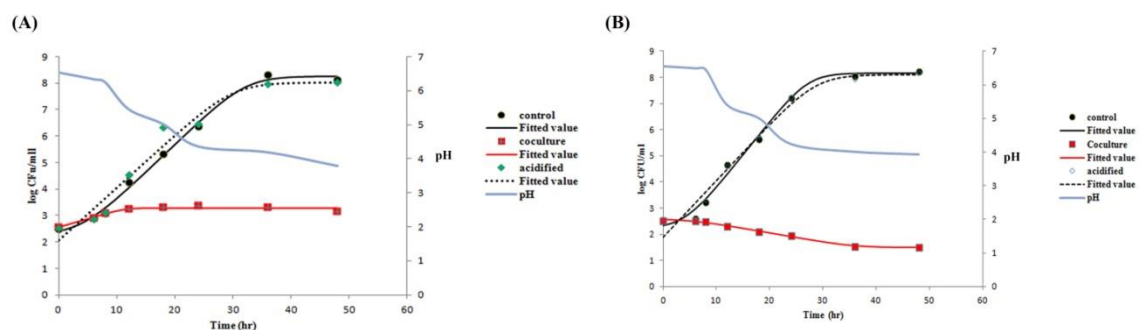 (A)
9
8
7
6
5
4
3
2
1
0
log CFu/mll
0 10 20 30 40 50 60
Time (hr)
7
6
5
4
3
2
1
0
pH
control
Fitted value
coculture
Fitted value
acidified
Fitted value
pH
(B)
9
8
7
6
5
4
3
2
1
0
log CFU/ml
0 10 20 30 40 50 60
Time (hr)
7
6
5
4
3
2
1
0
pH
control
Fitted value
Coculture
Fitted value
acidified
Fitted value
pH